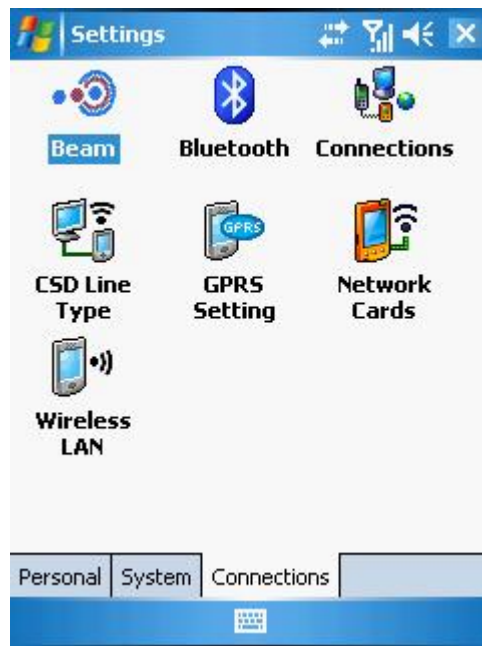 Settings
Beam Bluetooth Connections
CSD Line Type
GPRS
GPRS Setting
Network Cards
Wireless LAN
Personal System Connections